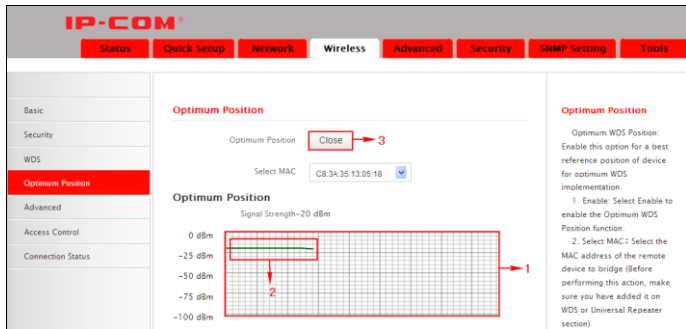 IP-COM®
Status Quick Setup Network Wireless Advanced Security SNMP Setting Tools
Basic
Security
WDS
Optimum Position
Advanced
Access Control
Connection Status
Optimum Position
Optimum Position Close 3
Select MAC C8:3A:35:13:05:18
Optimum Position
Signal Strength-20 dBm
0 dBm
-25 dBm
-50 dBm
-75 dBm
-100 dBm
1
2
Optimum Position
Optimum WDS Position:
Enable this option for a best
reference position of device
for optimum WDS
implementation.
1. Enable: Select Enable to
enable the Optimum WDS
Position function.
2. Select MAC: Select the
MAC address of the remote
device to bridge (Before
performing this action, make
sure you have added it on
WDS or Universal Repeater
section).